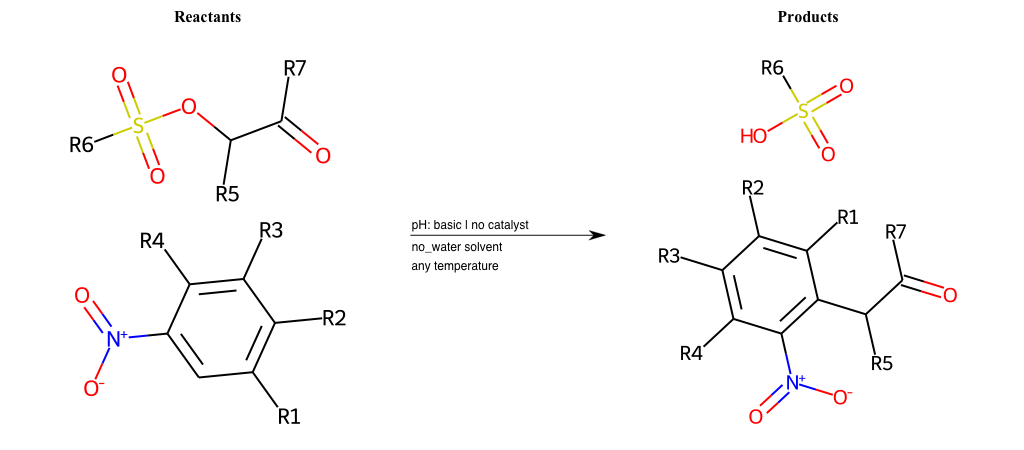 Reactants
Products
R7
O
O
S
R6
O
O
R5
R6
S
O
HO
O
R4
R3
O
N+
R2
O-
R1
R2
R1
R7
R3
O
R4
R5
N+
O
O-
pH: basic | no catalyst
no_water solvent
any temperature